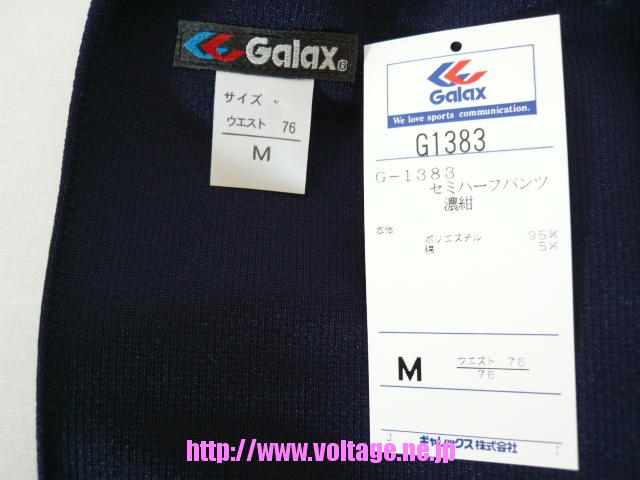 Galax®
サイズ
ウエスト 76
M
Galax
We love sports communication.
G1383
G-1383
セミハーフパンツ
濃紺
本体
ポリエステル 95%
綿 5%
M
ウエスト 76
76
J
ギャレックス株式会社
I
http://www.voltage.ne.jp